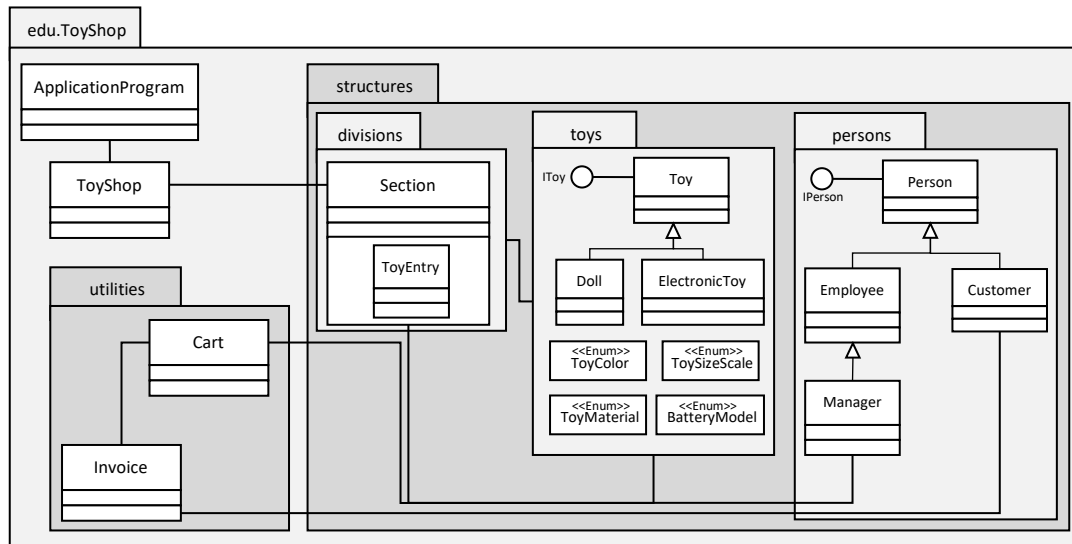 edu.ToyShop
ApplicationProgram
structures
divisions
toys
persons
ToyShop
Section
IToy
Toy
IPerson
Person
ToyEntry
Doll
ElectronicToy
Employee
Customer
utilities
Cart
<<Enum>>
ToyColor
<<Enum>>
ToySizeScale
<<Enum>>
ToyMaterial
<<Enum>>
BatteryModel
Manager
Invoice